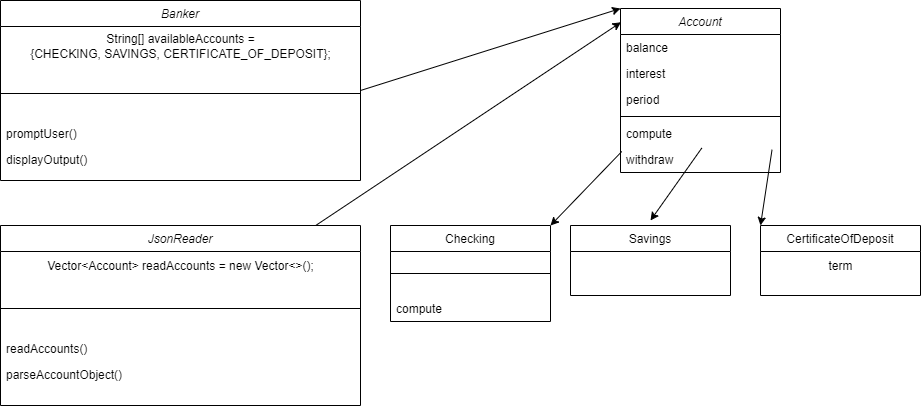 Banker
String[] availableAccounts =
{CHECKING, SAVINGS, CERTIFICATE_OF_DEPOSIT};
promptUser()
displayOutput()
Account
balance
interest
period
compute
withdraw
JsonReader
Vector<Account> readAccounts = new Vector<>();
readAccounts()
parseAccountObject()
Checking
compute
Savings
CertificateOfDeposit
term